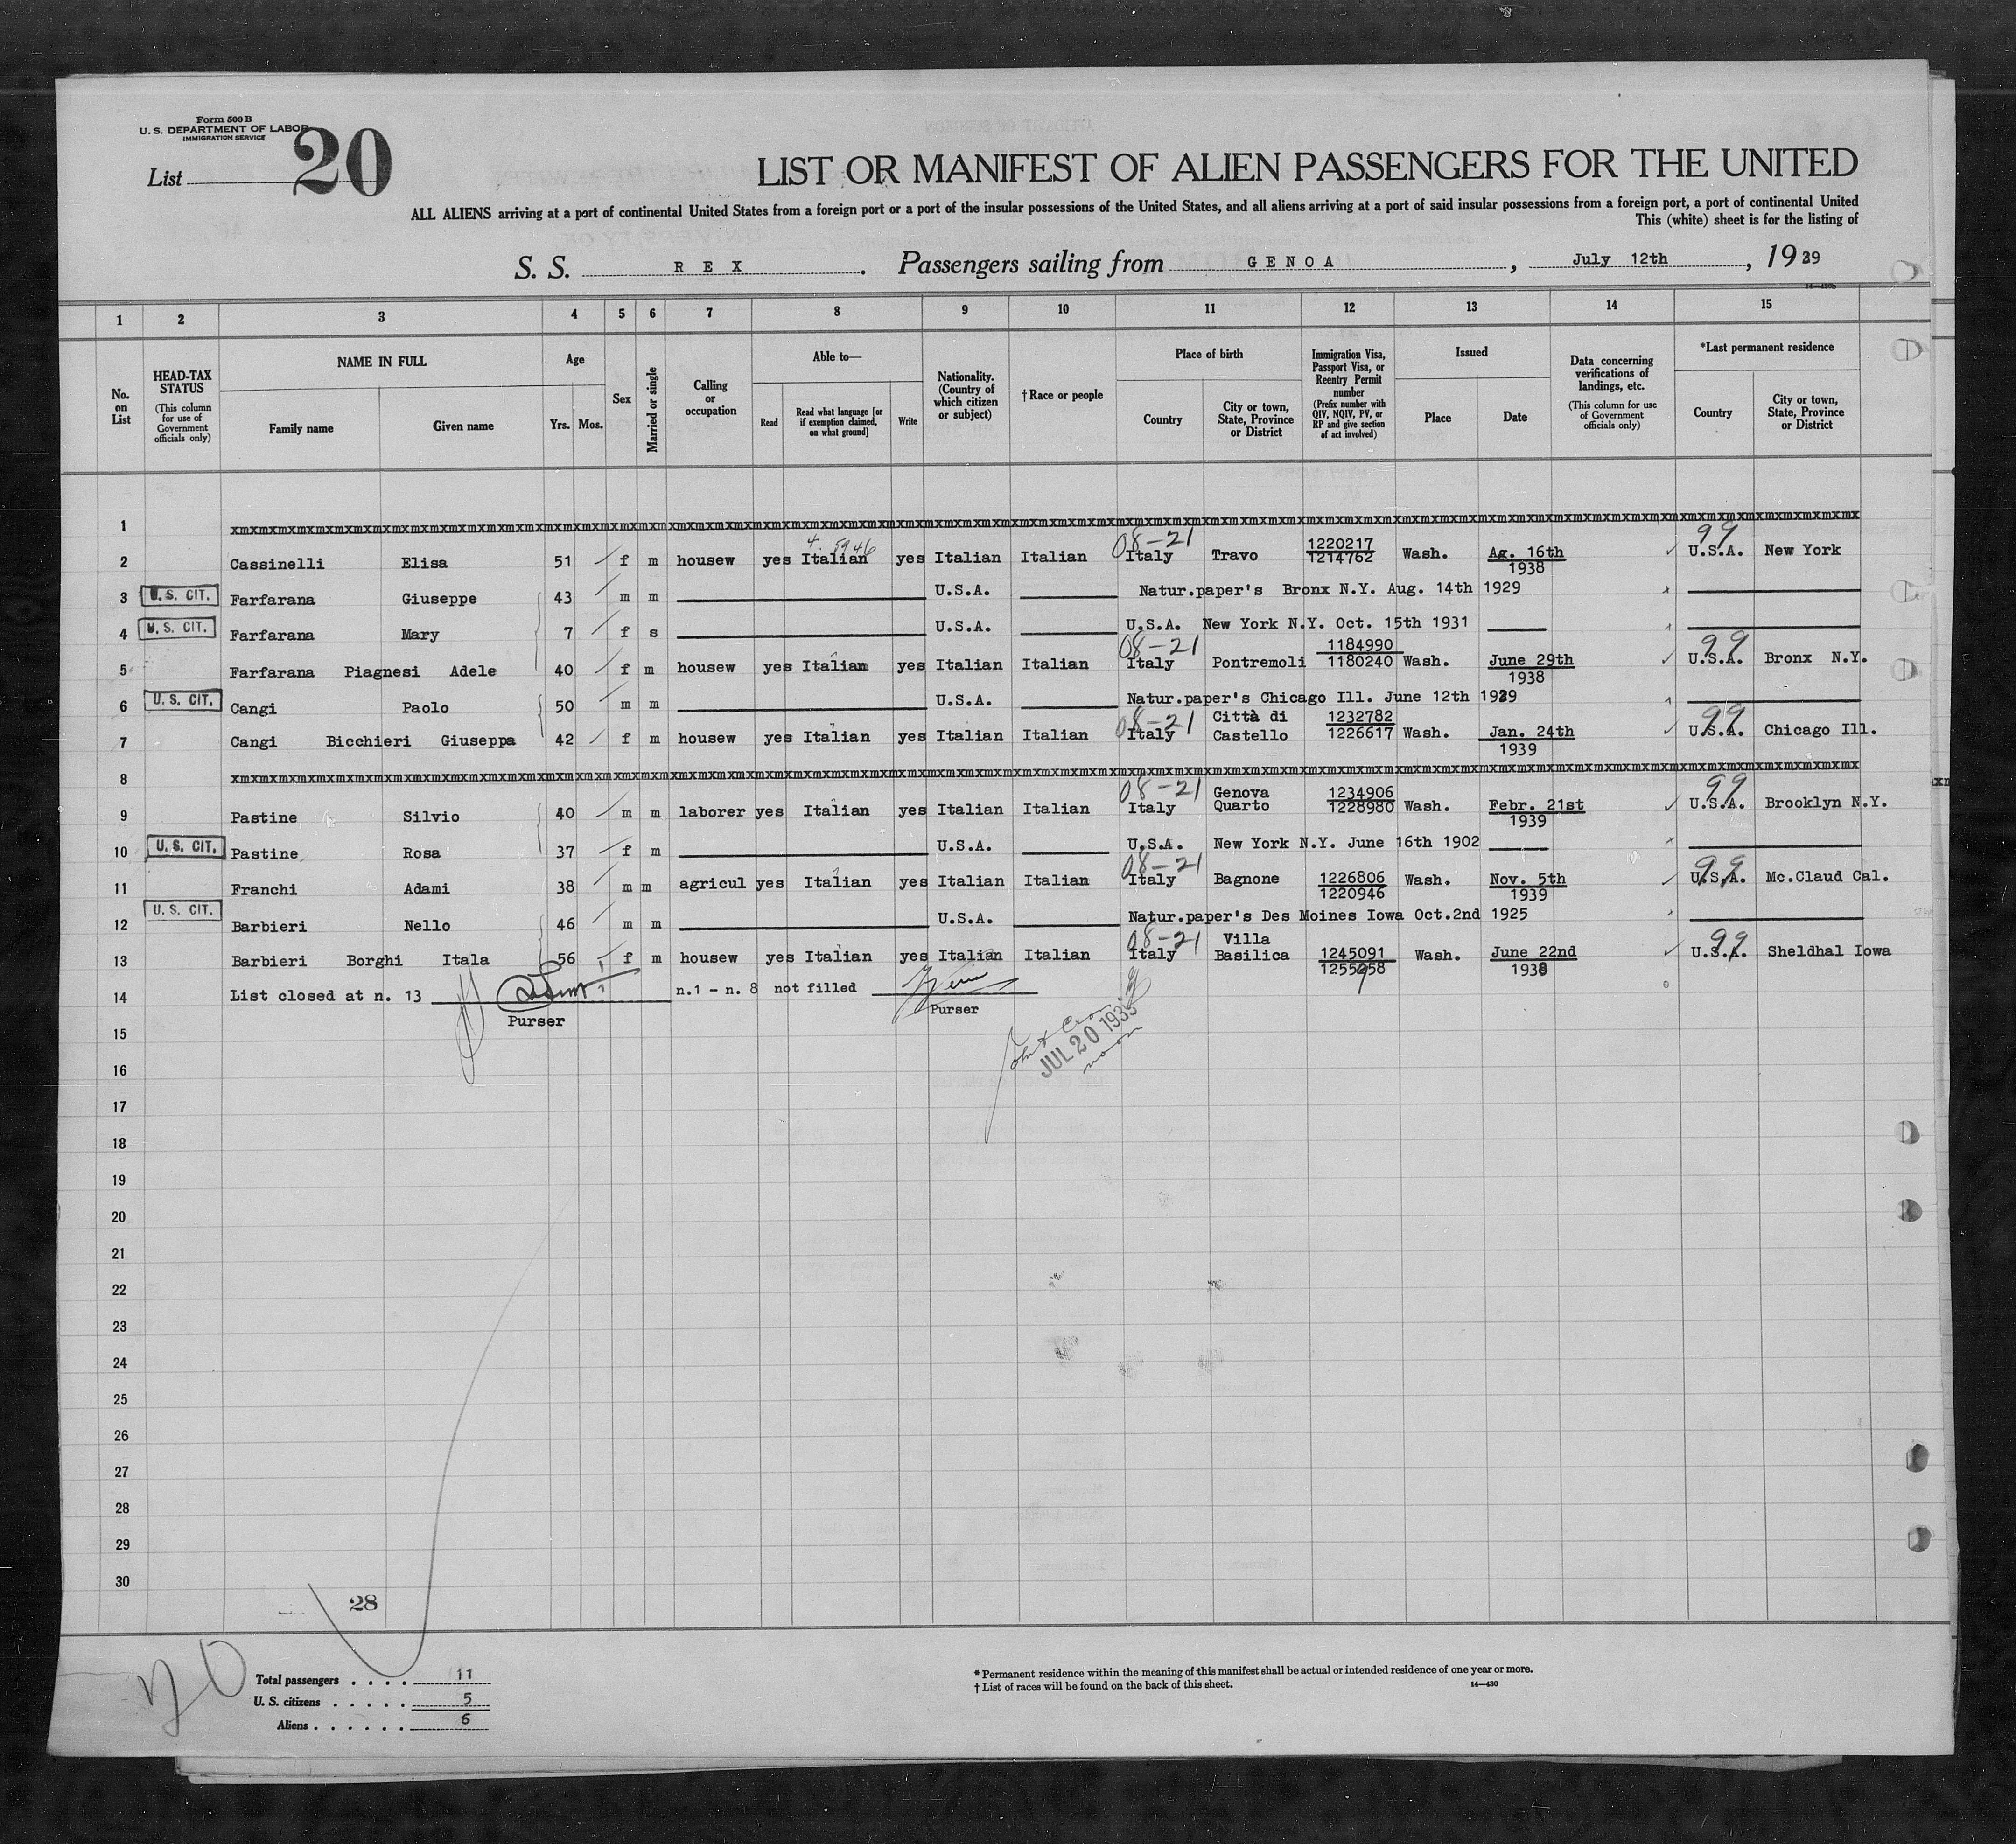 Form 500 B
U. S. DEPARTMENT OF LABOR
IMMIGRATION SERVICE
List 20
LIST OR MANIFEST OF ALIEN PASSENGERS FOR THE UNITED
ALL ALIENS arriving at a port of continental United States from a foreign port or a port of the insular possessions of the United States, and all aliens arriving at a port of said insular possessions from a foreign port, a port of continental United
This (white) sheet is for the listing of
S. S. REX. Passengers sailing from GENOA, July 12th, 1939
14—430b
1 2 3 4 5 6 7 8 9 10 11 12 13 14 15
No. on List
HEAD-TAX STATUS (This column for use of Government officials only)
NAME IN FULL
Family name Given name
Age
Yrs. Mos.
Sex
Married or single
Calling or occupation
Able to—
Read Read what language [or if exemption claimed, on what ground] Write
Nationality. (Country of which citizen or subject)
†Race or people
Place of birth
Country City or town, State, Province or District
Immigration Visa, Passport Visa, or Reentry Permit number (Prefix number with QIV, NQIV, PV, or RP and give section of act involved)
Issued
Place Date
Data concerning verifications of landings, etc. (This column for use of Government officials only)
*Last permanent residence
Country City or town, State, Province or District
1 xmxmxmxmxmxmxmxmxmxmxmxmxmxmxmxmxmxmxmxmxmxmxmxmxmxmxmxmxmxmxmxmxmxmxmxmxmxmxmxmxmxmxmx
08-21 1220217 99
2 Cassinelli Elisa 51 f m housew yes Italian yes Italian Italian Italy Travo 1214762 Wash. Ag. 16th 1938 U.S.A. New York
3 U.S. CIT. Farfarana Giuseppe 43 m m U.S.A. Natur.paper's Bronx N.Y. Aug. 14th 1929
4 U.S. CIT. Farfarana Mary 7 f s U.S.A. U.S.A. New York N.Y. Oct. 15th 1931
08-21 1184990 99
5 Farfarana Piagnesi Adele 40 f m housew yes Italian yes Italian Italian Italy Pontremoli 1180240 Wash. June 29th 1938 U.S.A. Bronx N.Y.
6 U.S. CIT. Cangi Paolo 50 m m U.S.A. Natur.paper's Chicago Ill. June 12th 1929
08-21 Città di 1232782 99
7 Cangi Bicchieri Giuseppa 42 f m housew yes Italian yes Italian Italian Italy Castello 1226617 Wash. Jan. 24th 1939 U.S.A. Chicago Ill.
8 xmxmxmxmxmxmxmxmxmxmxmxmxmxmxmxmxmxmxmxmxmxmxmxmxmxmxmxmxmxmxmxmxmxmxmxmxmxmxmxmxmxmxmx
08-21 Genova 1234906 99
9 Pastine Silvio 40 m m laborer yes Italian yes Italian Italian Italy Quarto 1228980 Wash. Febr. 21st 1939 U.S.A. Brooklyn N.Y.
10 U.S. CIT. Pastine Rosa 37 f m U.S.A. U.S.A. New York N.Y. June 16th 1902
08-21 99
11 Franchi Adami 38 m m agricul yes Italian yes Italian Italian Italy Bagnone 1226806 1220946 Wash. Nov. 5th 1939 U.S.A. Mc.Claud Cal.
12 U.S. CIT. Barbieri Nello 46 m m U.S.A. Natur.paper's Des Moines Iowa Oct.2nd 1925
08-21 Villa 99
13 Barbieri Borghi Itala 56 f m housew yes Italian yes Italian Italian Italy Basilica 1245091 Wash. June 22nd 1938 U.S.A. Sheldhal Iowa
14 List closed at n. 13 n.1 - n. 8 not filled
Purser Purser
JUL 20 1939
noon
15
16
17
18
19
20
21
22
23
24
25
26
27
28
29
30
28
20
Total passengers . . . . 11
U. S. citizens . . . . . 5
Aliens . . . . . . 6
* Permanent residence within the meaning of this manifest shall be actual or intended residence of one year or more.
† List of races will be found on the back of this sheet.
14—430